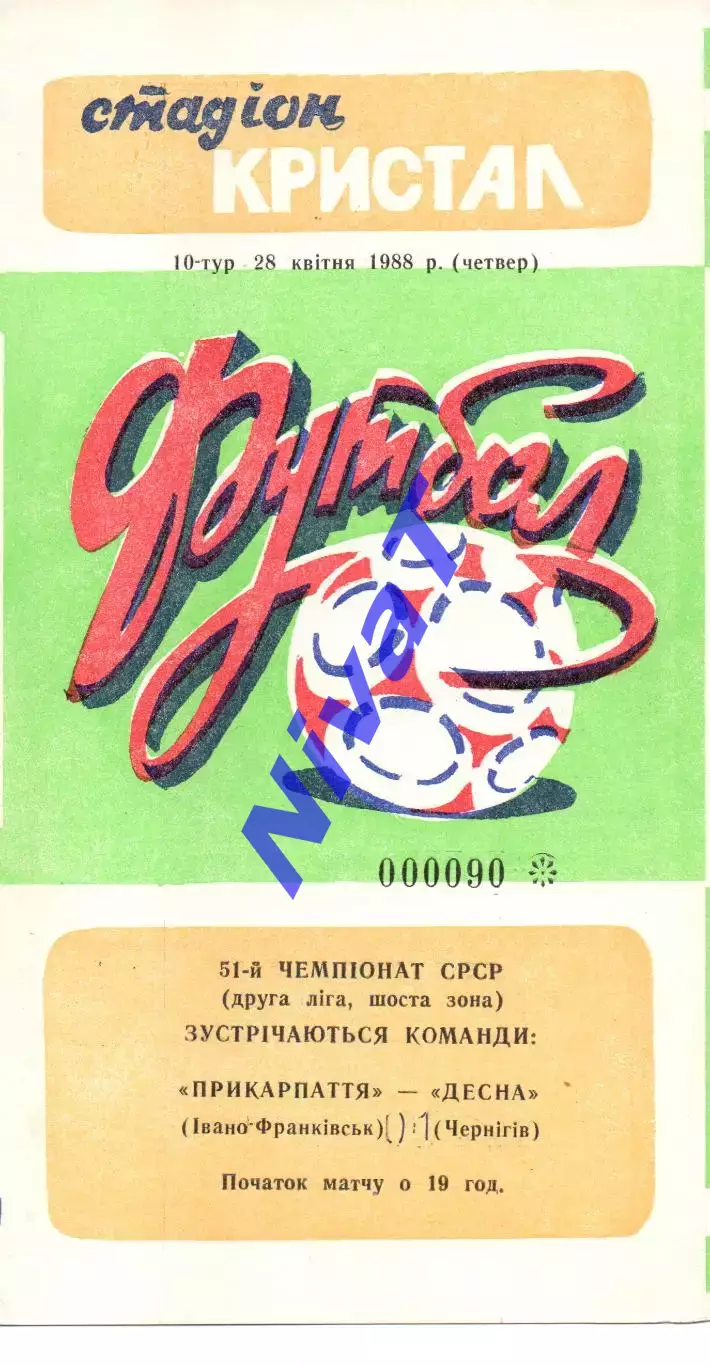 стадіон
КРИСТАЛ
10-тур 28 квітня 1988 р. (четвер)
Футбол
NivaT
000090
51-й ЧЕМПІОНАТ СРСР
(друга ліга, шоста зона)
ЗУСТРІЧАЮТЬСЯ КОМАНДИ:
«ПРИКАРПАТТЯ» — «ДЕСНА»
(Івано-Франківськ) 0:1 (Чернігів)
Початок матчу о 19 год.